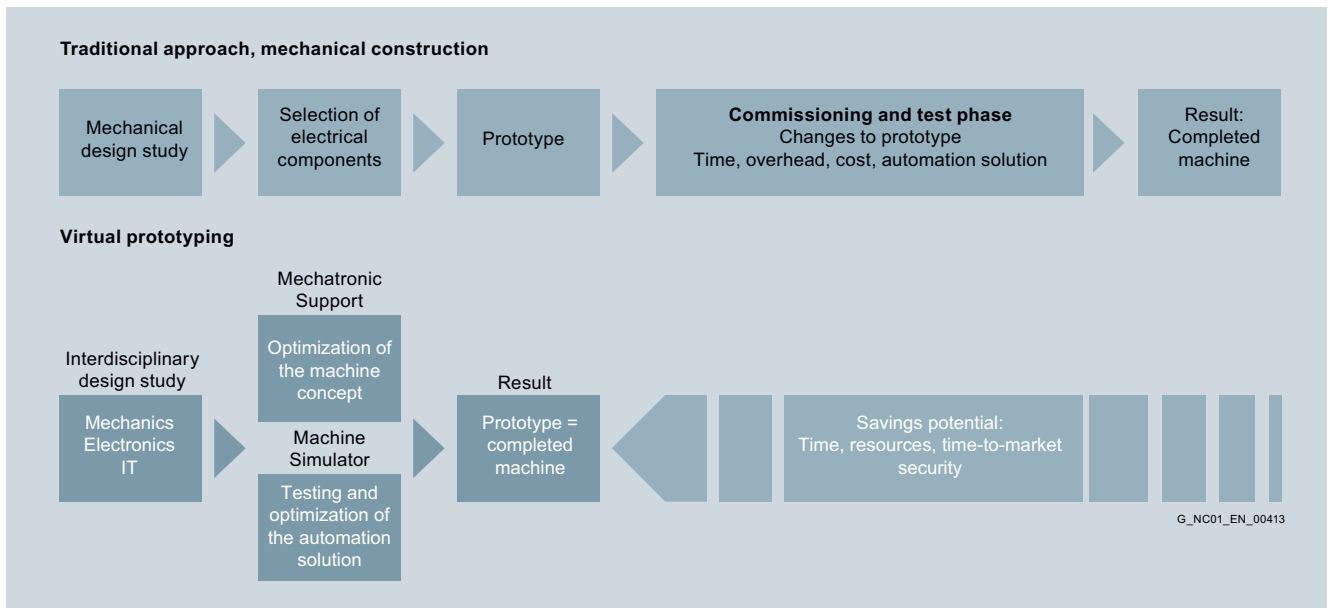 Traditional approach, mechanical construction
Mechanical
design study
Selection of
electrical
components
Prototype
Commissioning and test phase
Changes to prototype
Time, overhead, cost, automation solution
Result:
Completed
machine
Virtual prototyping
Interdisciplinary
design study
Mechanics
Electronics
IT
Mechatronic
Support
Optimization of
the machine
concept
Machine
Simulator
Testing and
optimization of
the automation
solution
Result
Prototype =
completed
machine
Savings potential:
Time, resources, time-to-market
security
G_NC01_EN_00413